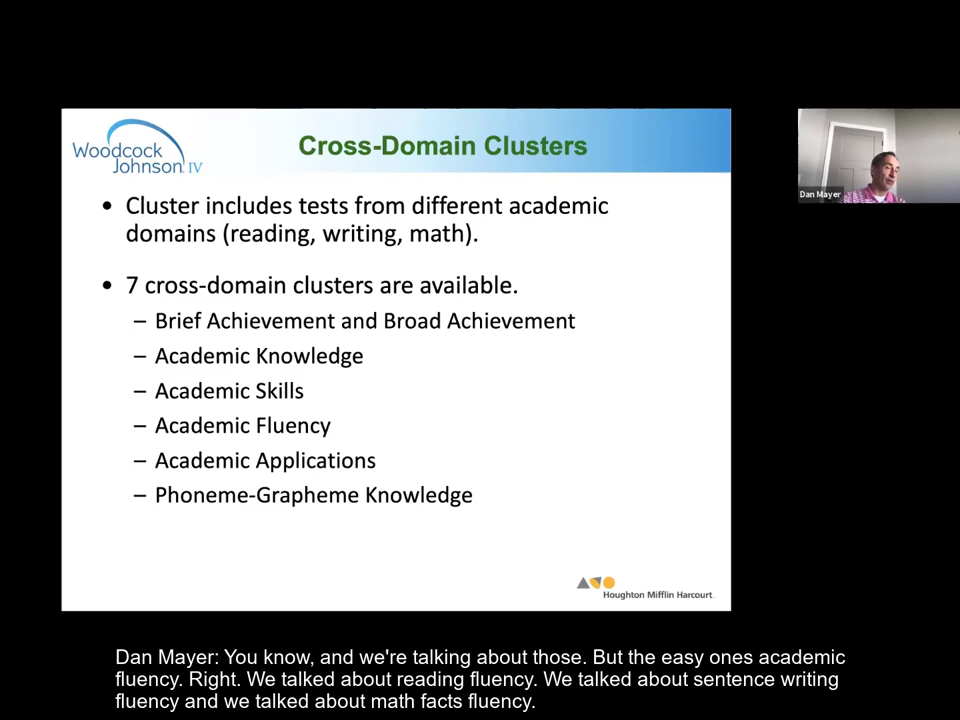 Woodcock
Johnson IV
Cross-Domain Clusters
• Cluster includes tests from different academic
domains (reading, writing, math).
• 7 cross-domain clusters are available.
– Brief Achievement and Broad Achievement
– Academic Knowledge
– Academic Skills
– Academic Fluency
– Academic Applications
– Phoneme-Grapheme Knowledge
Houghton Mifflin Harcourt
Dan Mayer
Dan Mayer: You know, and we're talking about those. But the easy ones academic
fluency. Right. We talked about reading fluency. We talked about sentence writing
fluency and we talked about math facts fluency.